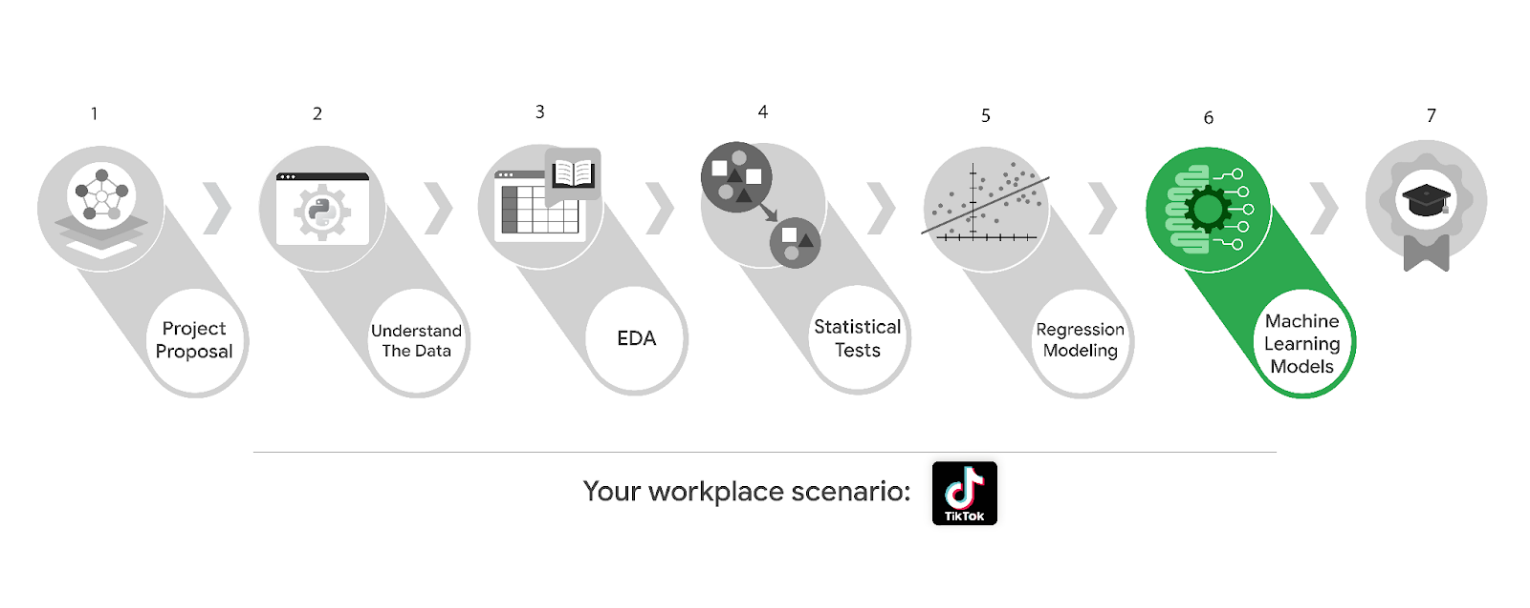 1
2
3
4
5
6
7
Project
Proposal
Understand
The Data
EDA
Statistical
Tests
Regression
Modeling
Machine
Learning
Models
Your workplace scenario:
TikTok